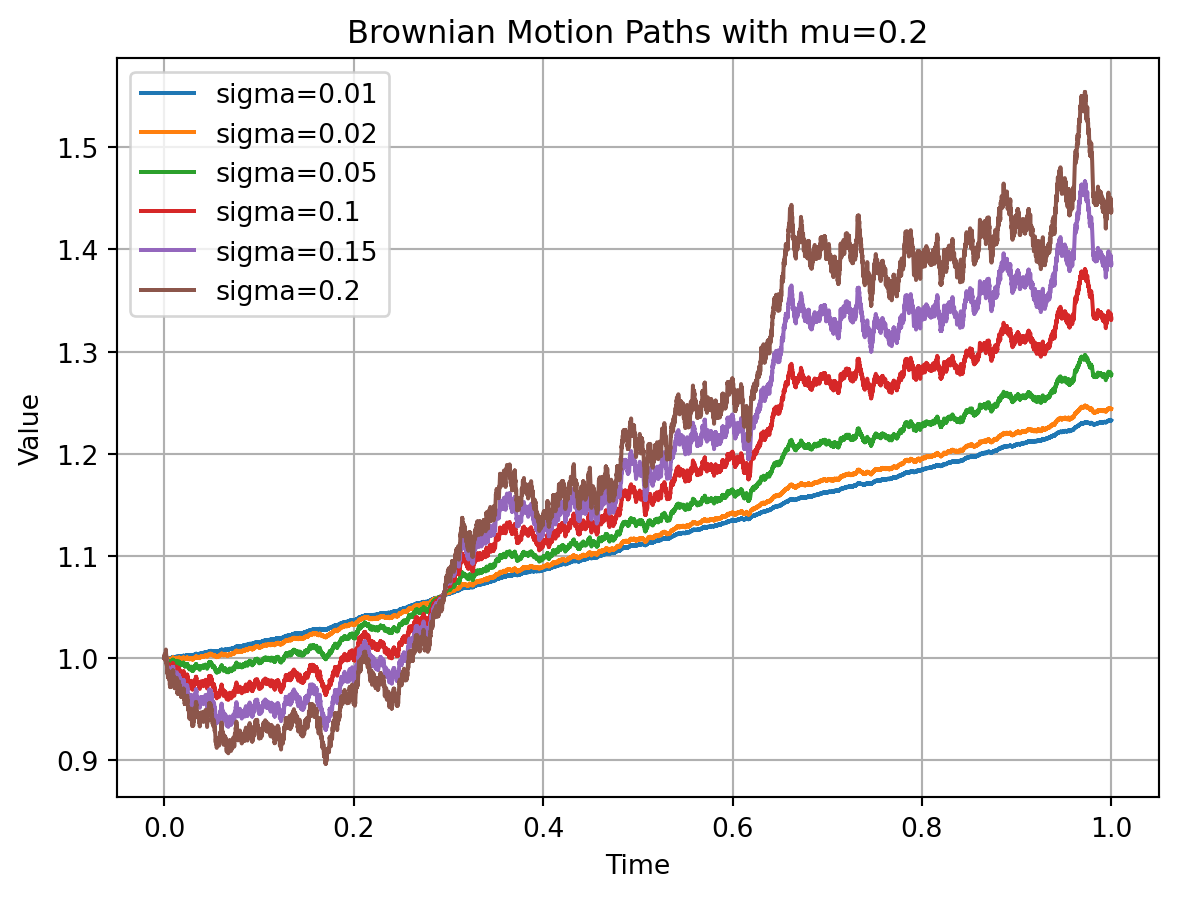 Brownian Motion Paths with mu=0.2
sigma=0.01
sigma=0.02
sigma=0.05
sigma=0.1
sigma=0.15
sigma=0.2
1.5
1.4
1.3
1.2
1.1
1.0
0.9
Value
0.0 0.2 0.4 0.6 0.8 1.0
Time